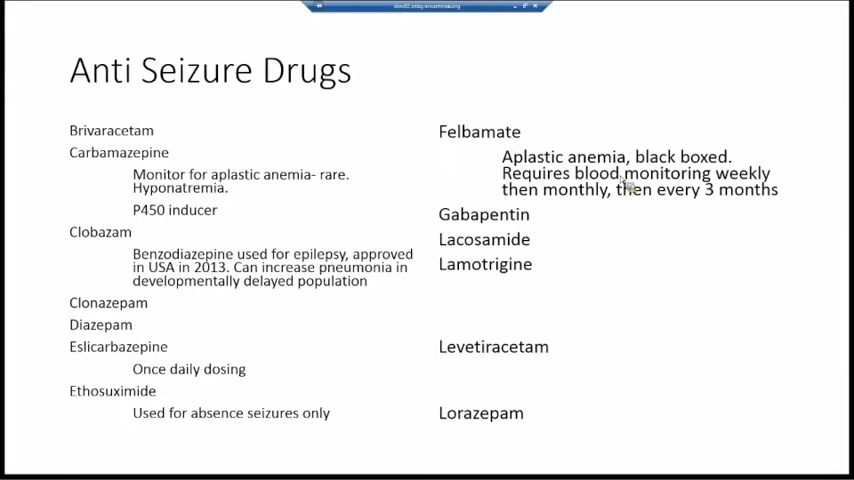 Anti Seizure Drugs
Brivaracetam
Carbamazepine
Monitor for aplastic anemia- rare.
Hyponatremia.
P450 inducer
Clobazam
Benzodiazepine used for epilepsy, approved
in USA in 2013. Can increase pneumonia in
developmentally delayed population
Clonazepam
Diazepam
Eslicarbazepine
Once daily dosing
Ethosuximide
Used for absence seizures only
Felbamate
Aplastic anemia, black boxed.
Requires blood monitoring weekly
then monthly, then every 3 months
Gabapentin
Lacosamide
Lamotrigine
Levetiracetam
Lorazepam